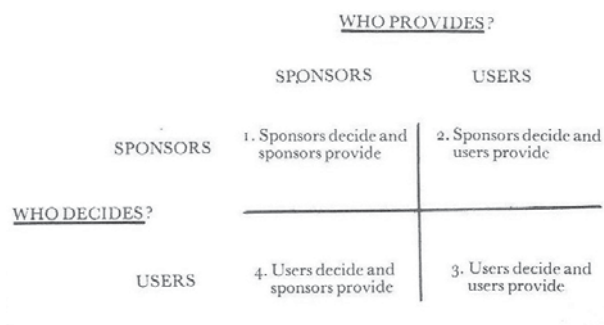 WHO PROVIDES?
SPONSORS USERS
SPONSORS
1. Sponsors decide and
sponsors provide
2. Sponsors decide and
users provide
WHO DECIDES?
USERS
4. Users decide and
sponsors provide
3. Users decide and
users provide